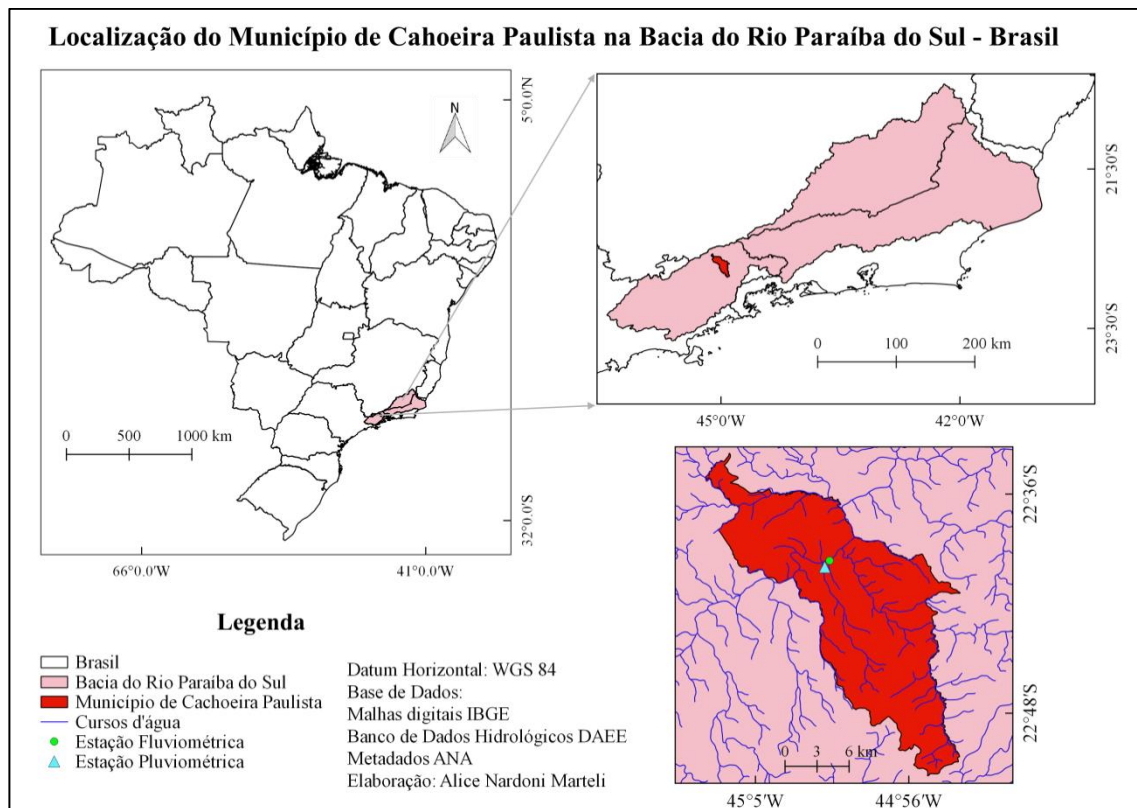 Localização do Município de Cahoeira Paulista na Bacia do Rio Paraíba do Sul - Brasil
N
5°0.0'N
32°0.0'S
0 500 1000 km
66°0.0'W 41°0.0'W
21°30'S
23°30'S
0 100 200 km
45°0'W 42°0'W
22°36'S
22°48'S
0 3 6 km
45°5'W 44°56'W
Legenda
Brasil
Bacia do Rio Paraíba do Sul
Município de Cachoeira Paulista
Cursos d'água
Estação Fluviométrica
Estação Pluviométrica
Datum Horizontal: WGS 84
Base de Dados:
Malhas digitais IBGE
Banco de Dados Hidrológicos DAEE
Metadados ANA
Elaboração: Alice Nardoni Marteli